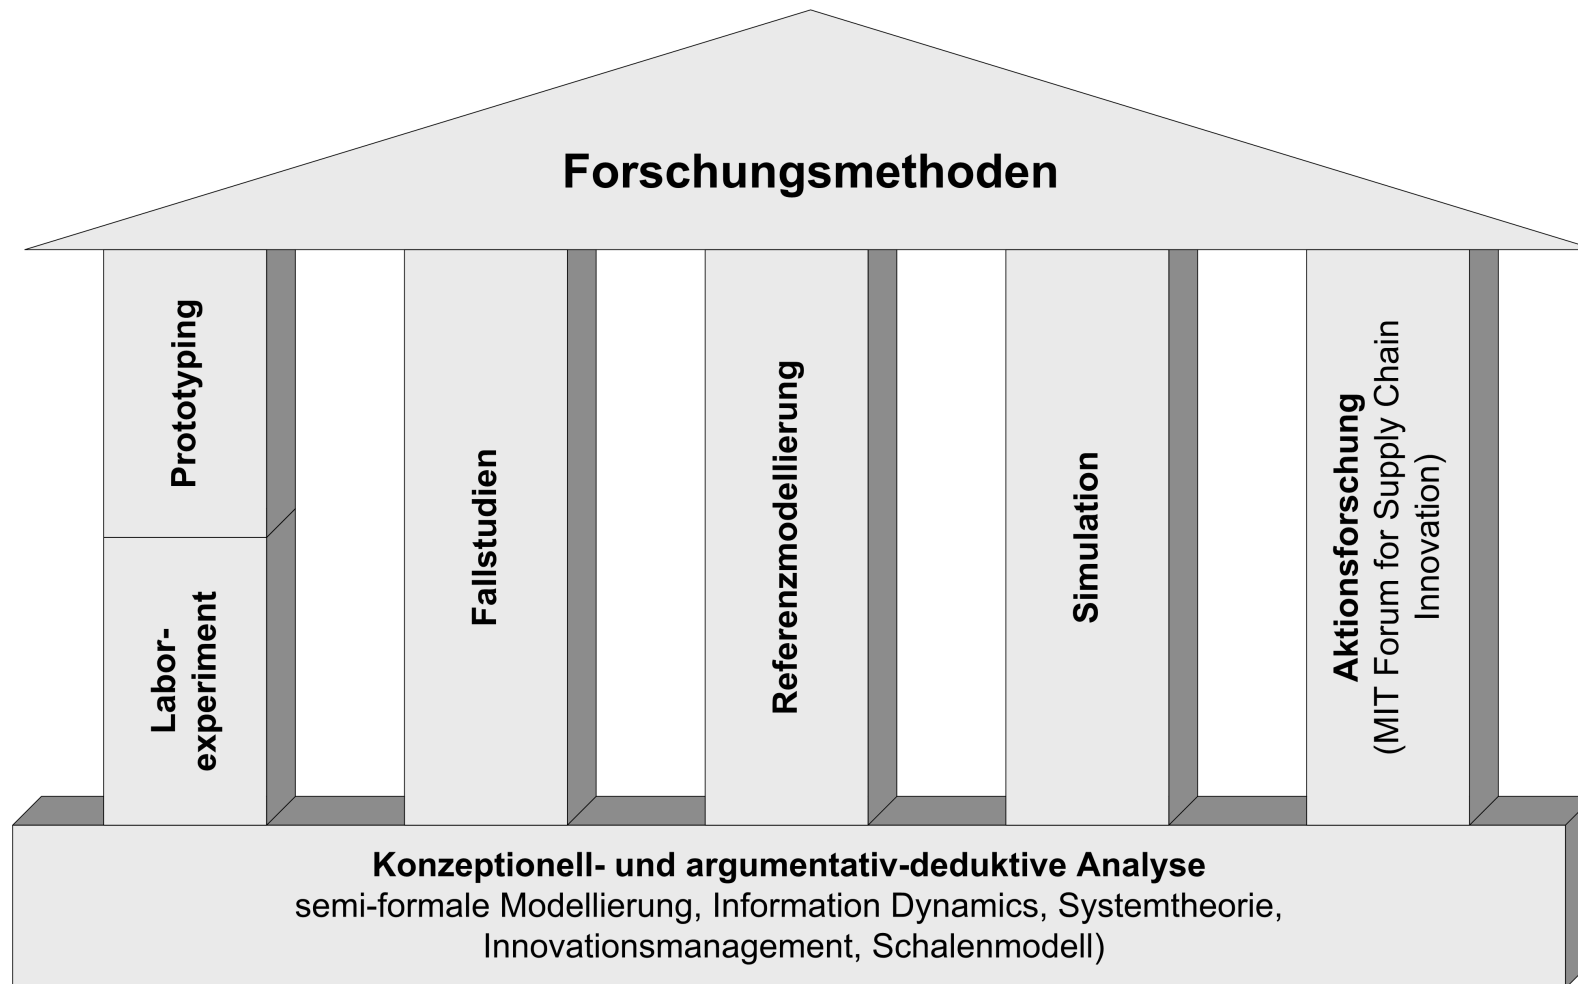 Forschungsmethoden
Prototyping
Labor-
experiment
Fallstudien
Referenzmodellierung
Simulation
Aktionsforschung
(MIT Forum for Supply Chain
Innovation)
Konzeptionell- und argumentativ-deduktive Analyse
semi-formale Modellierung, Information Dynamics, Systemtheorie,
Innovationsmanagement, Schalenmodell)